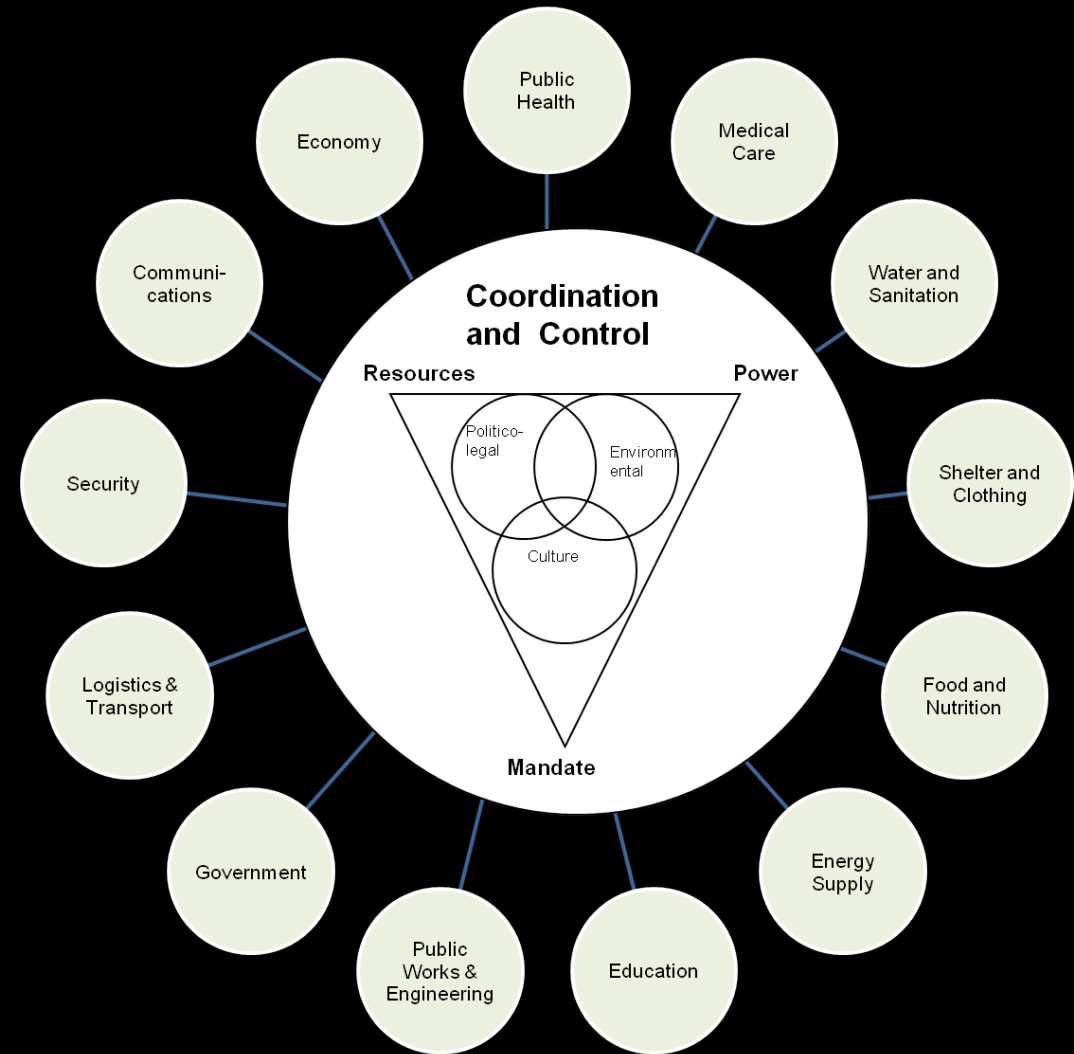 Public
Health
Medical
Care
Water and
Sanitation
Shelter and
Clothing
Food and
Nutrition
Energy
Supply
Education
Public
Works &
Engineering
Government
Logistics &
Transport
Security
Communi-
cations
Economy
Coordination
and Control
Resources
Power
Politico-
legal
Environm
ental
Culture
Mandate